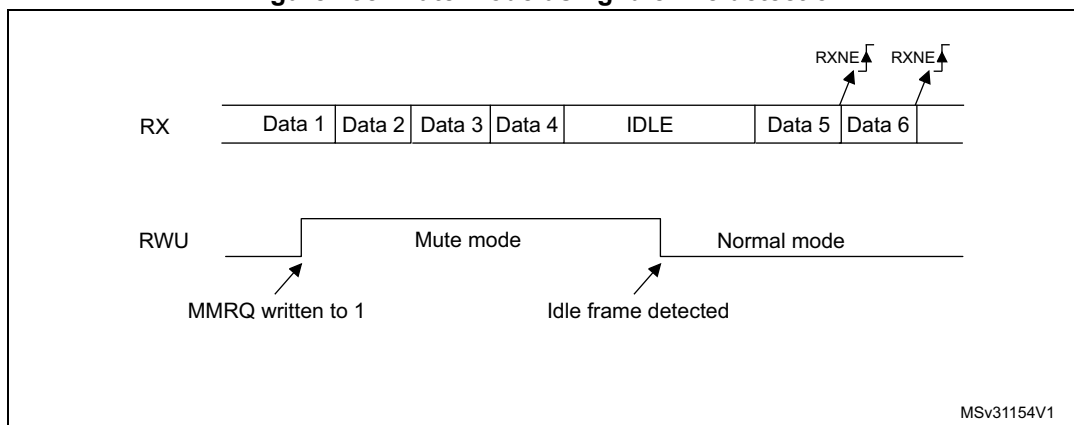 RXNE RXNE
RX Data 1 Data 2 Data 3 Data 4 IDLE Data 5 Data 6
RWU Mute mode Normal mode
MMRQ written to 1 Idle frame detected
MSv31154V1